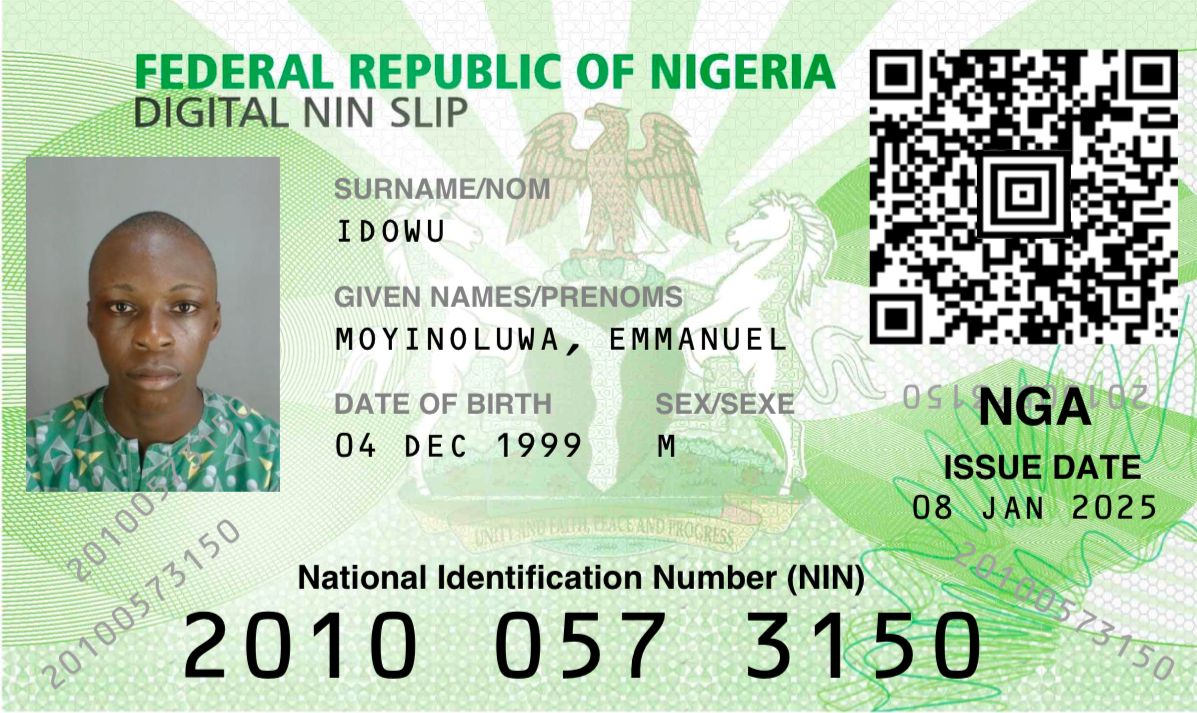 FEDERAL REPUBLIC OF NIGERIA
DIGITAL NIN SLIP
SURNAME/NOM
IDOWU
GIVEN NAMES/PRENOMS
MOYINOLUWA, EMMANUEL
DATE OF BIRTH
04 DEC 1999
SEX/SEXE
M
20100573150
NGA
ISSUE DATE
08 JAN 2025
UNITY AND FAITH, PEACE AND PROGRESS
201005
20100573150
20100573150
National Identification Number (NIN)
2010 057 3150